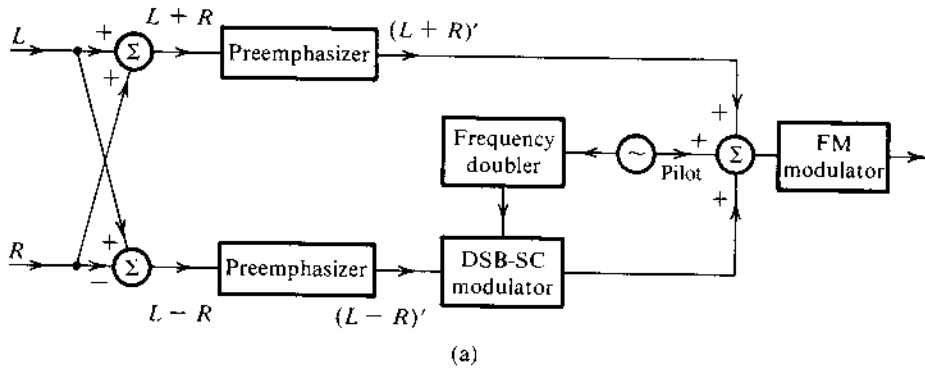 L
+
Σ
+
L + R
Preemphasizer
(L + R)′
+
Frequency
doubler
~
+
Pilot
Σ
+
FM
modulator
R
+
−
Σ
L − R
Preemphasizer
(L − R)′
DSB-SC
modulator
(a)